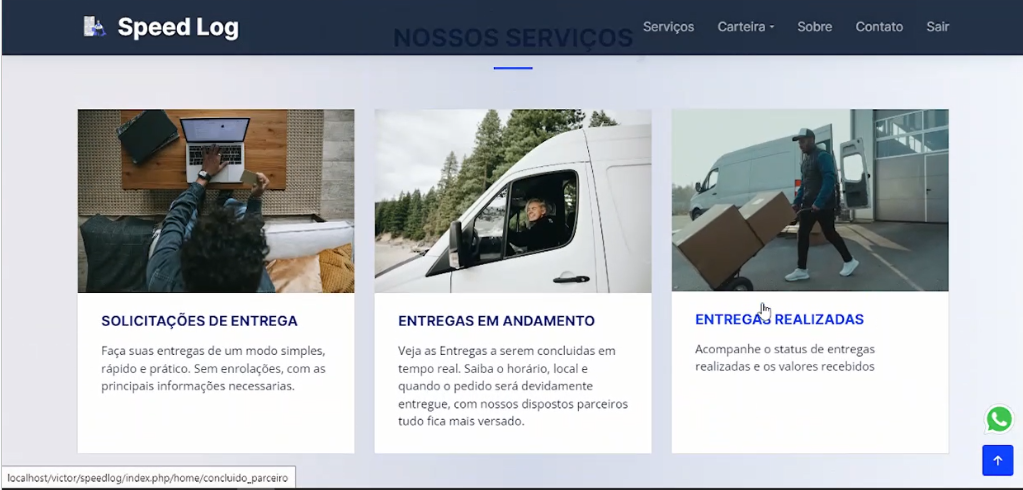 Speed Log
Serviços
Carteira
Sobre
Contato
Sair
NOSSOS SERVIÇOS
SOLICITAÇÕES DE ENTREGA
Faça suas entregas de um modo simples,
rápido e prático. Sem enrolações, com as
principais informações necessarias.
ENTREGAS EM ANDAMENTO
Veja as Entregas a serem concluidas em
tempo real. Saiba o horário, local e
quando o pedido será devidamente
entregue, com nossos dispostos parceiros
tudo fica mais versado.
ENTREGAS REALIZADAS
Acompanhe o status de entregas
realizadas e os valores recebidos
localhost/victor/speedlog/index.php/home/concluido_parceiro